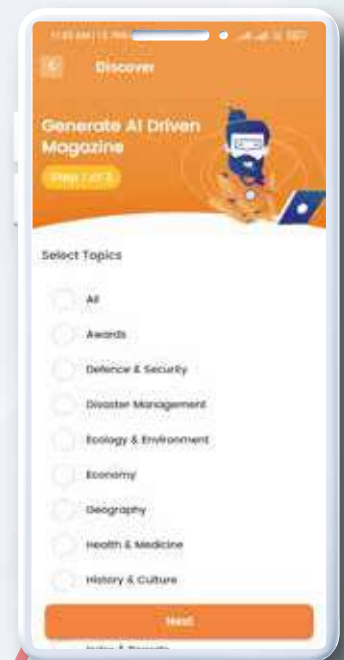 Discover
Generate AI Driven
Magazine
Step 1 of 3
Select Topics
All
Awards
Defence & Security
Disaster Management
Ecology & Environment
Economy
Geography
Health & Medicine
History & Culture
Next